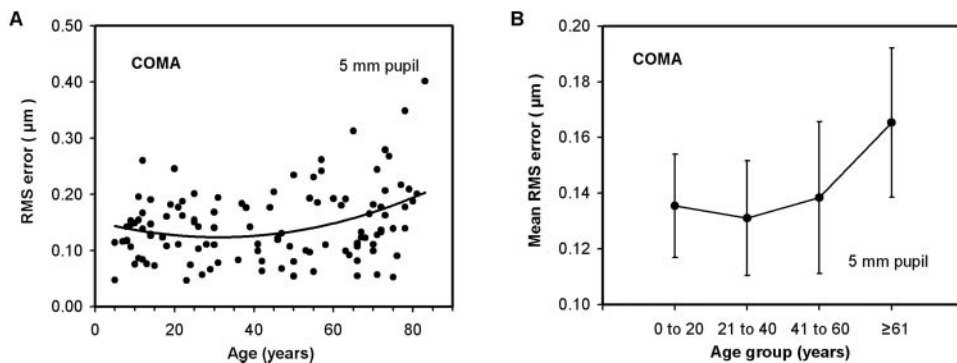 A
COMA
5 mm pupil
RMS error ( µm )
0.50
0.40
0.30
0.20
0.10
0.00
0 20 40 60 80
Age (years)
B
COMA
5 mm pupil
Mean RMS error ( µm )
0.20
0.18
0.16
0.14
0.12
0.10
0 to 20 21 to 40 41 to 60 ≥61
Age group (years)